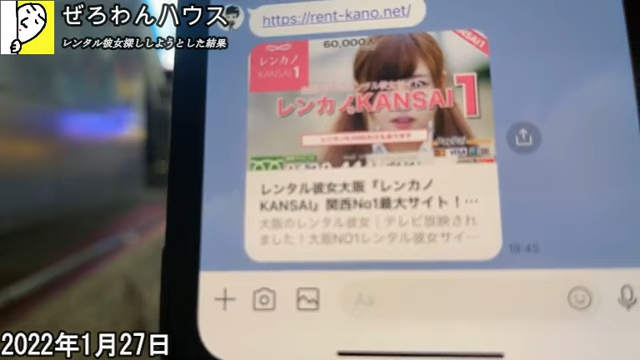 ぜろわんハウス
レンタル彼女探ししようとした結果
https://rent-kano.net/
60,000人
レンカノ
KANSAI
1
レンカノKANSAI 1
VISA
レンタル彼女大阪『レンカノ
KANSAI』関西No1最大サイト！…
大阪のレンタル彼女｜テレビ放映され
ました！大阪NO1レンタル彼女サイ…
19:45
Aa
2022年1月27日